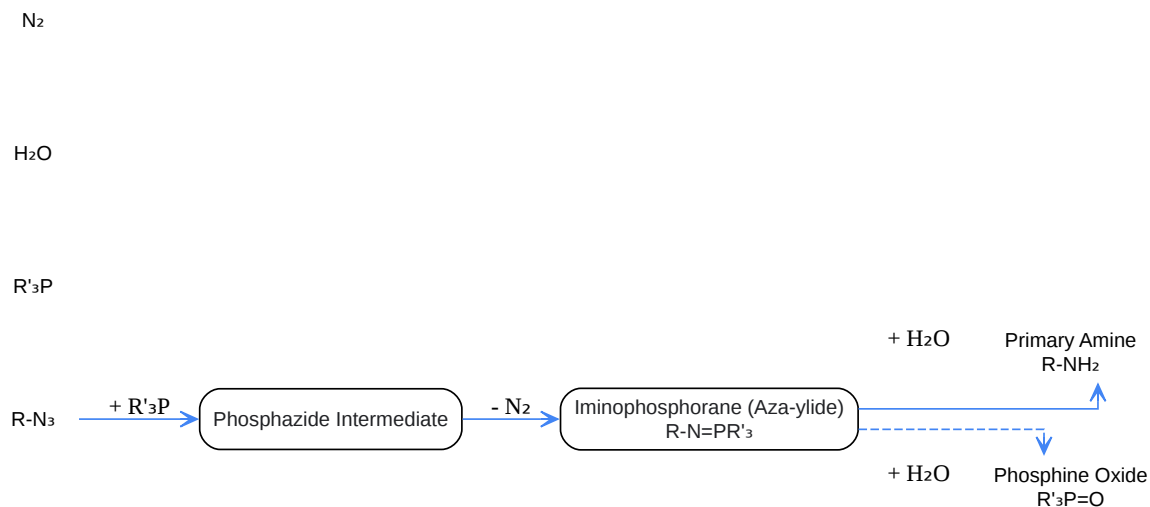 N₂
H₂O
R'₃P
+ H₂O
Primary Amine
R-NH₂
R-N₃
+ R'₃P
Phosphazide Intermediate
- N₂
Iminophosphorane (Aza-ylide)
R-N=PR'₃
+ H₂O
Phosphine Oxide
R'₃P=O